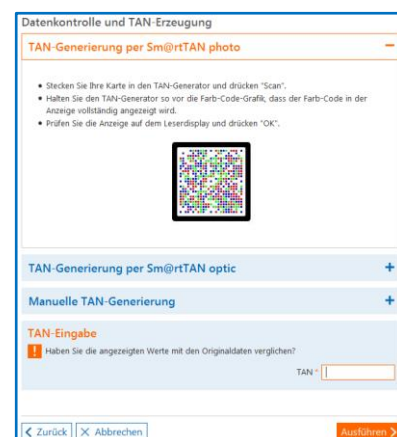 Datenkontrolle und TAN-Erzeugung
TAN-Generierung per Sm@rtTAN photo
• Stecken Sie Ihre Karte in den TAN-Generator und drücken "Scan".
• Halten Sie den TAN-Generator so vor die Farb-Code-Grafik, dass der Farb-Code in der
Anzeige vollständig angezeigt wird.
• Prüfen Sie die Anzeige auf dem Leserdisplay und drücken "OK".
TAN-Generierung per Sm@rtTAN optic
Manuelle TAN-Generierung
TAN-Eingabe
! Haben Sie die angezeigten Werte mit den Originaldaten verglichen?
TAN *
Zurück Abbrechen Ausführen